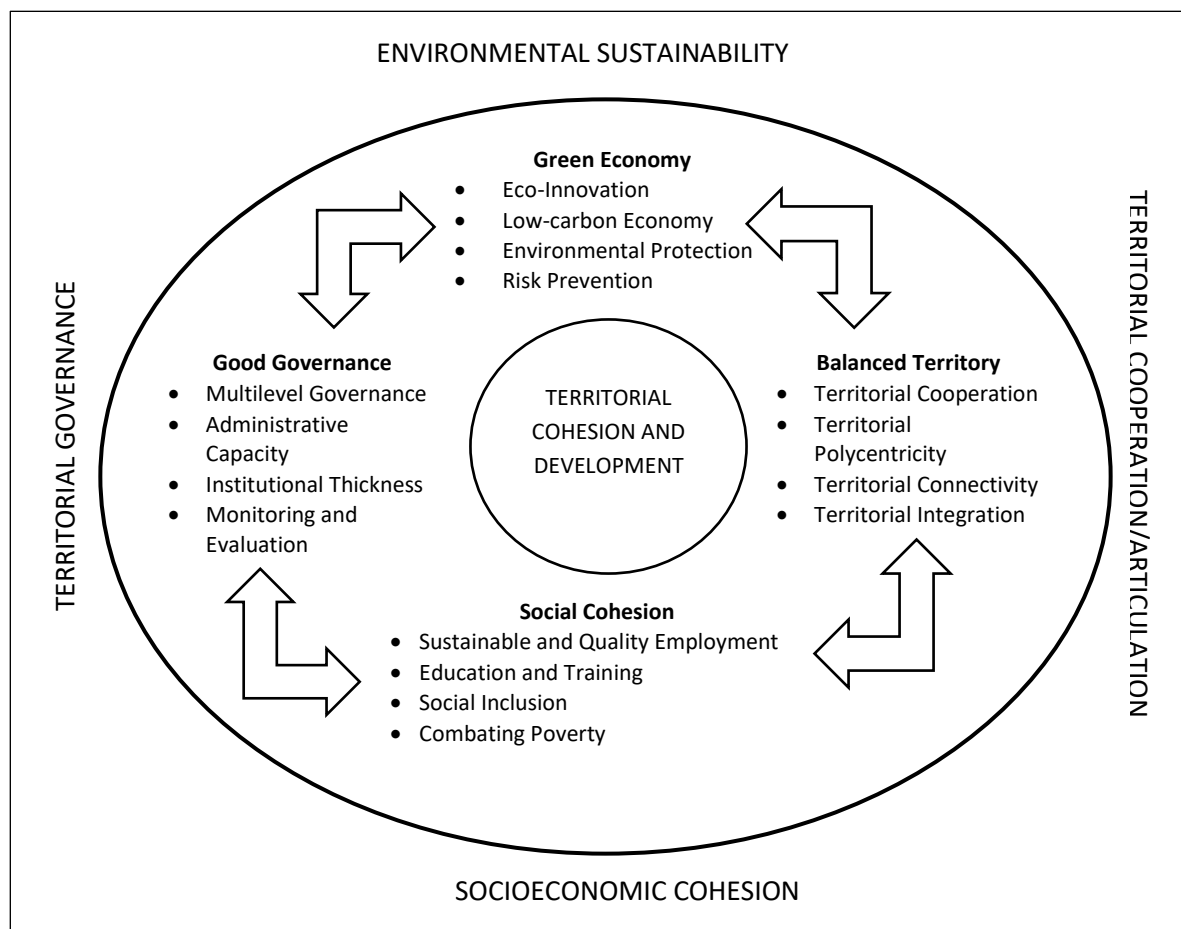 ENVIRONMENTAL SUSTAINABILITY
Green Economy
• Eco-Innovation
• Low-carbon Economy
• Environmental Protection
• Risk Prevention
TERRITORIAL GOVERNANCE
Good Governance
• Multilevel Governance
• Administrative
Capacity
• Institutional Thickness
• Monitoring and
Evaluation
TERRITORIAL
COHESION AND
DEVELOPMENT
Balanced Territory
• Territorial Cooperation
• Territorial
Polycentricity
• Territorial Connectivity
• Territorial Integration
TERRITORIAL COOPERATION/ARTICULATION
Social Cohesion
• Sustainable and Quality Employment
• Education and Training
• Social Inclusion
• Combating Poverty
SOCIOECONOMIC COHESION